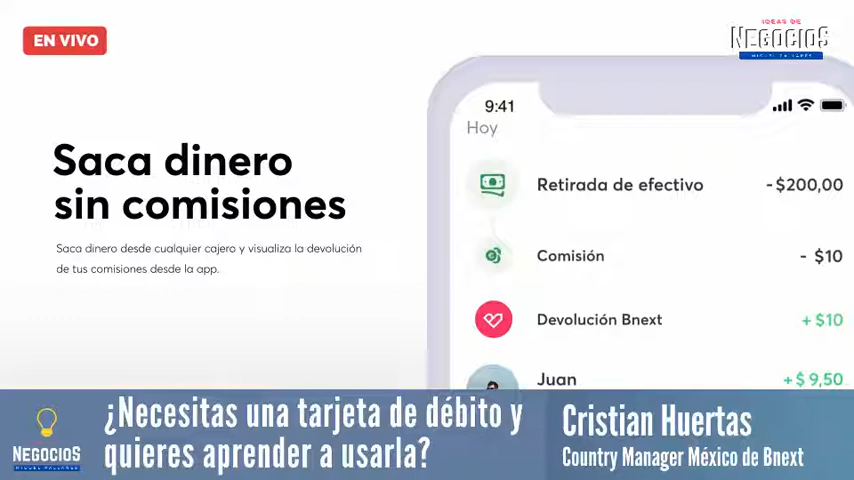 EN VIVO
IDEAS DE
NEGOCIOS
9:41
Hoy
Saca dinero
sin comisiones
Saca dinero desde cualquier cajero y visualiza la devolución
de tus comisiones desde la app.
Retirada de efectivo -$200,00
Comisión - $10
Devolución Bnext +$10
Juan +$9,50
¿Necesitas una tarjeta de débito y
quieres aprender a usarla?
Cristian Huertas
Country Manager México de Bnext
NEGOCIOS